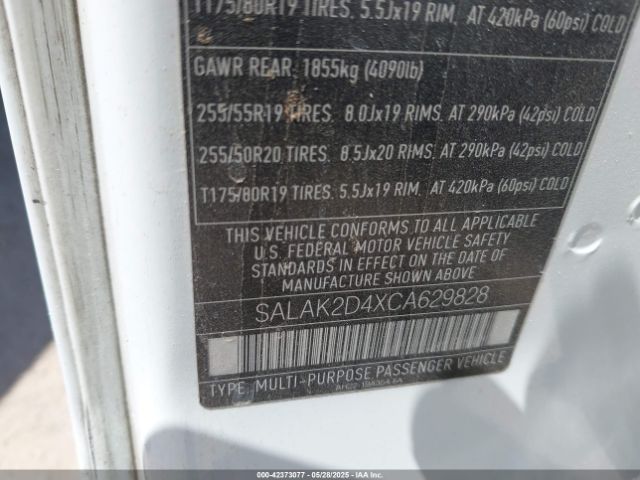 T175/80R19 TIRES. 5.5Jx19 RIM. AT 420kPa (60psi) COLD
GAWR REAR: 1855kg (4090lb)
255/55R19 TIRES. 8.0Jx19 RIMS. AT 290kPa (42psi) COLD
255/50R20 TIRES. 8.5Jx20 RIMS. AT 290kPa (42psi) COLD
T175/80R19 TIRES. 5.5Jx19 RIM. AT 420kPa (60psi) COLD
THIS VEHICLE CONFORMS TO ALL APPLICABLE
U.S. FEDERAL MOTOR VEHICLE SAFETY
STANDARDS IN EFFECT ON THE DATE OF
MANUFACTURE SHOWN ABOVE
SALAK2D4XCA629828
TYPE: MULTI-PURPOSE PASSENGER VEHICLE
00-42373077 | 05/28/2025 - IAAI.COM